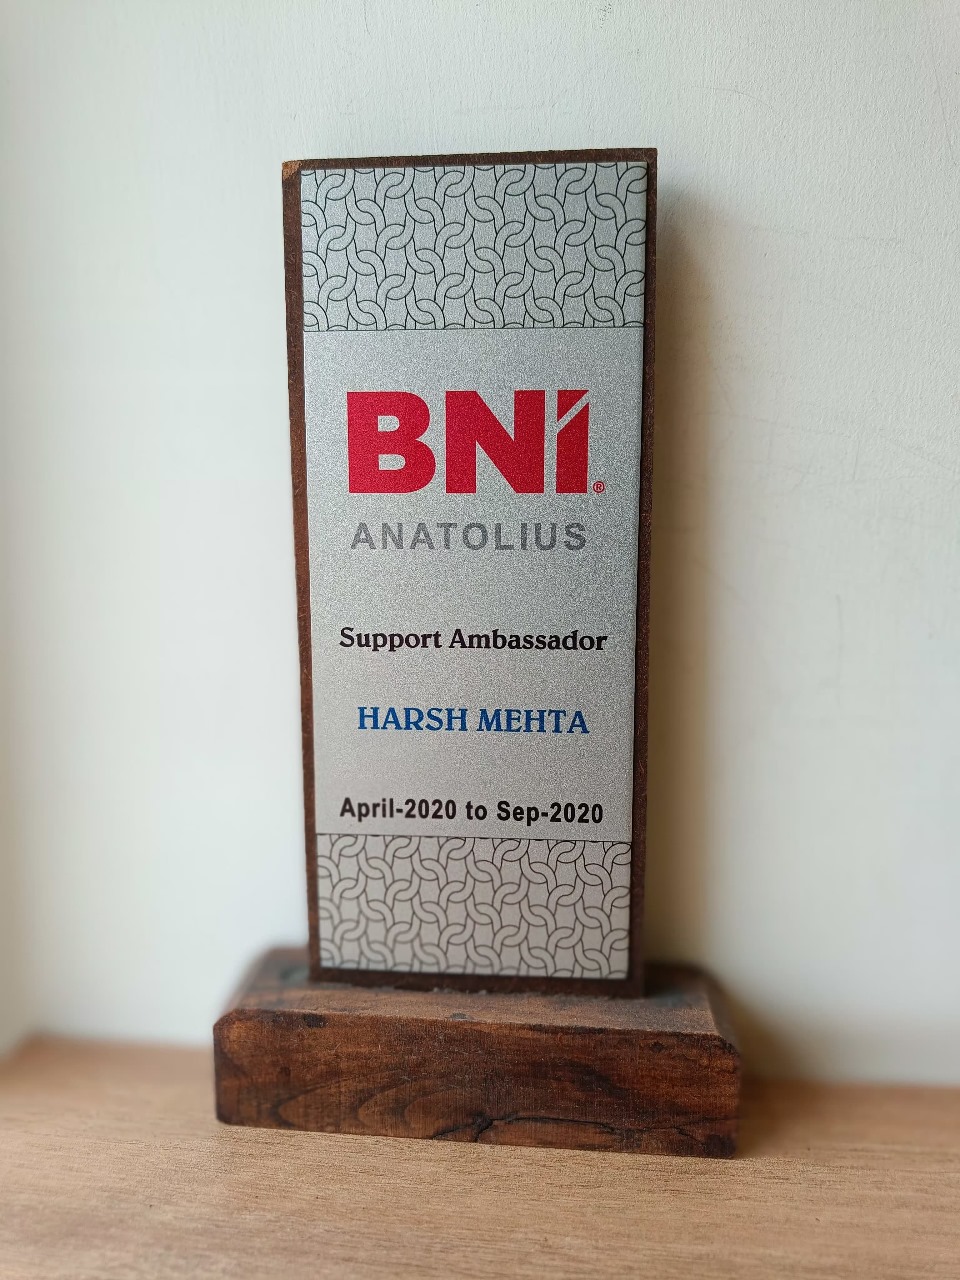 BNI®
ANATOLIUS
Support Ambassador
HARSH MEHTA
April-2020 to Sep-2020